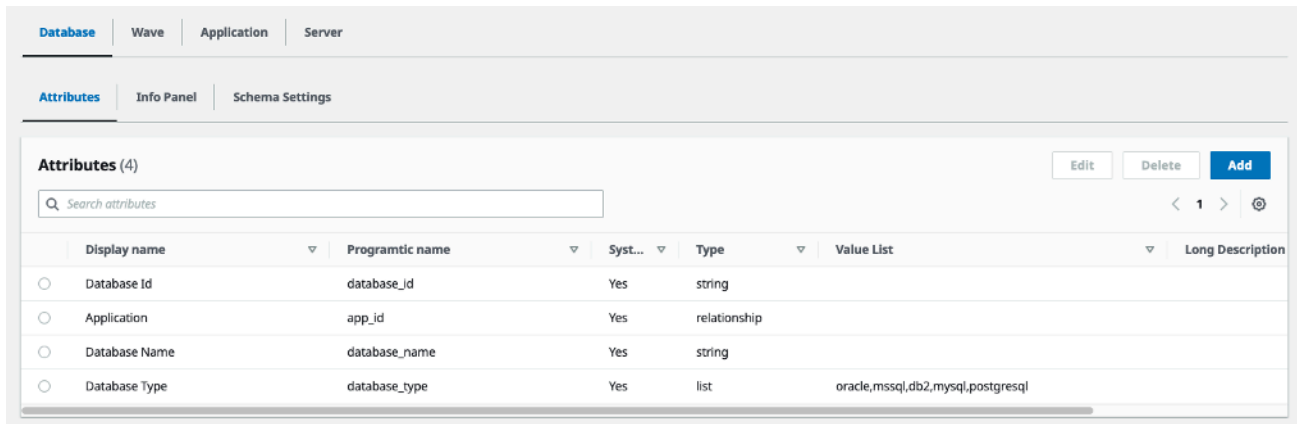 Database Wave Application Server
Attributes Info Panel Schema Settings
Attributes (4) Edit Delete Add
Search attributes 1
Display name Programtic name Syst... Type Value List Long Description
Database Id database_id Yes string
Application app_id Yes relationship
Database Name database_name Yes string
Database Type database_type Yes list oracle,mssql,db2,mysql,postgresql